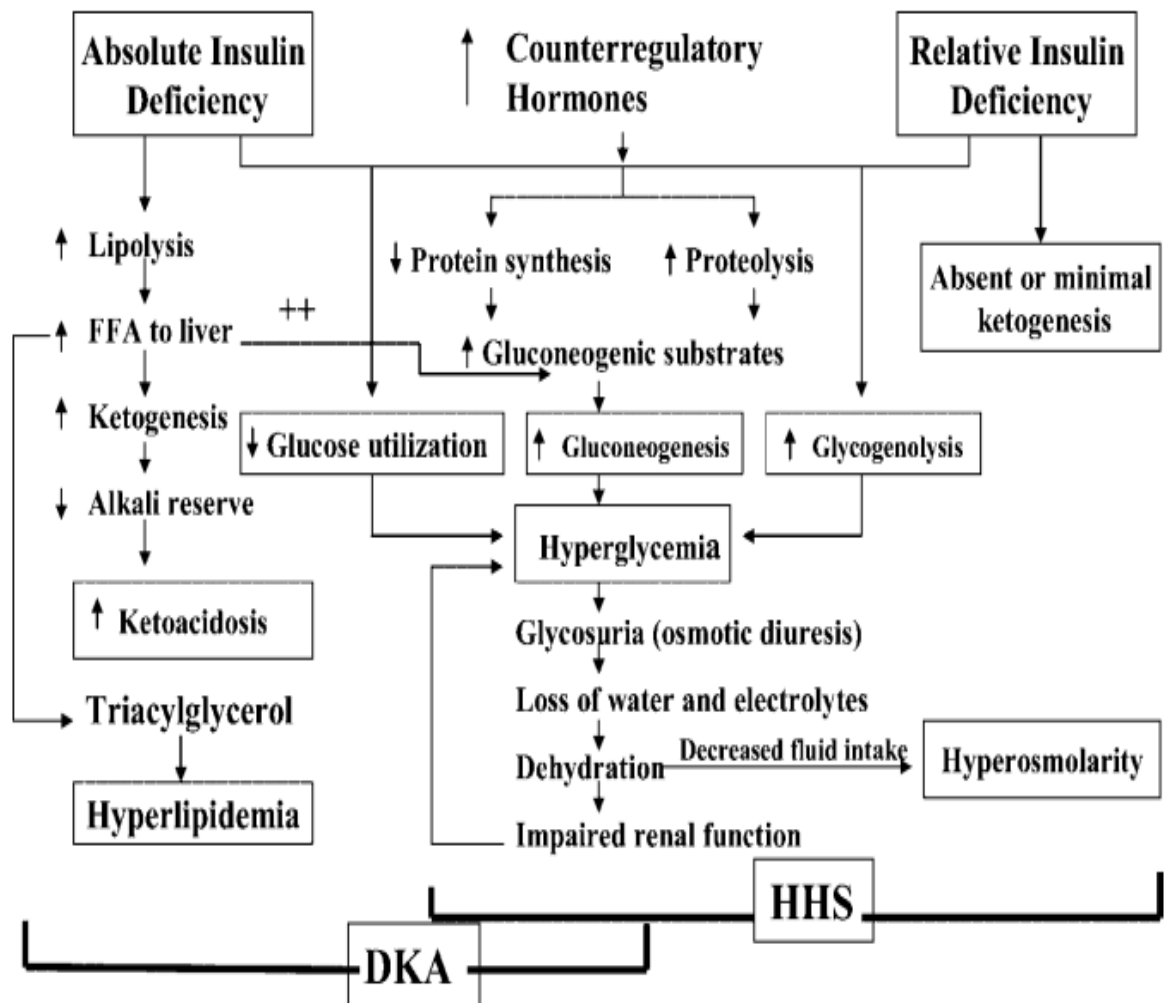 Absolute Insulin
Deficiency
↑ Counterregulatory
Hormones
Relative Insulin
Deficiency
↑ Lipolysis
↓ Protein synthesis
↑ Proteolysis
Absent or minimal
ketogenesis
++
↑ FFA to liver
↑ Gluconeogenic substrates
↑ Ketogenesis
↓ Glucose utilization
↑ Gluconeogenesis
↑ Glycogenolysis
↓ Alkali reserve
Hyperglycemia
↑ Ketoacidosis
Glycosuria (osmotic diuresis)
Triacylglycerol
Loss of water and electrolytes
Dehydration
Decreased fluid intake
Hyperosmolarity
Hyperlipidemia
Impaired renal function
HHS
DKA